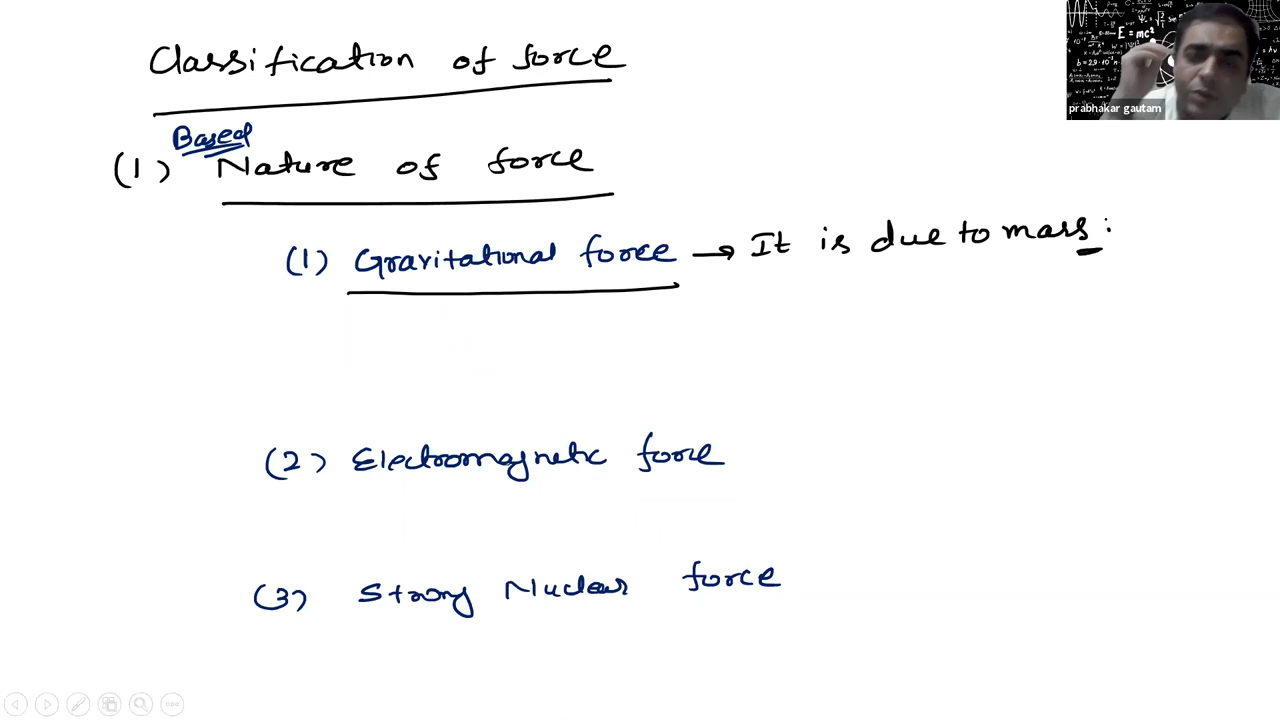 Classification of force
Based
(1) Nature of force
(1) Gravitational force → It is due to mass:
(2) Electromagnetic force
(3) Strong Nuclear force
E = mc²
prabhakar gautam